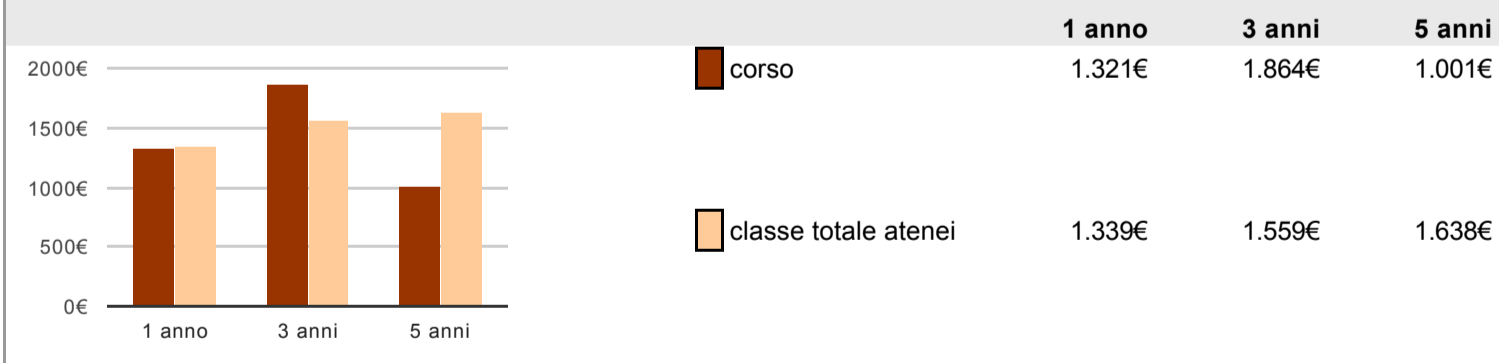 1 anno 3 anni 5 anni
2000€
1500€
1000€
500€
0€
1 anno 3 anni 5 anni
corso 1.321€ 1.864€ 1.001€
classe totale atenei 1.339€ 1.559€ 1.638€